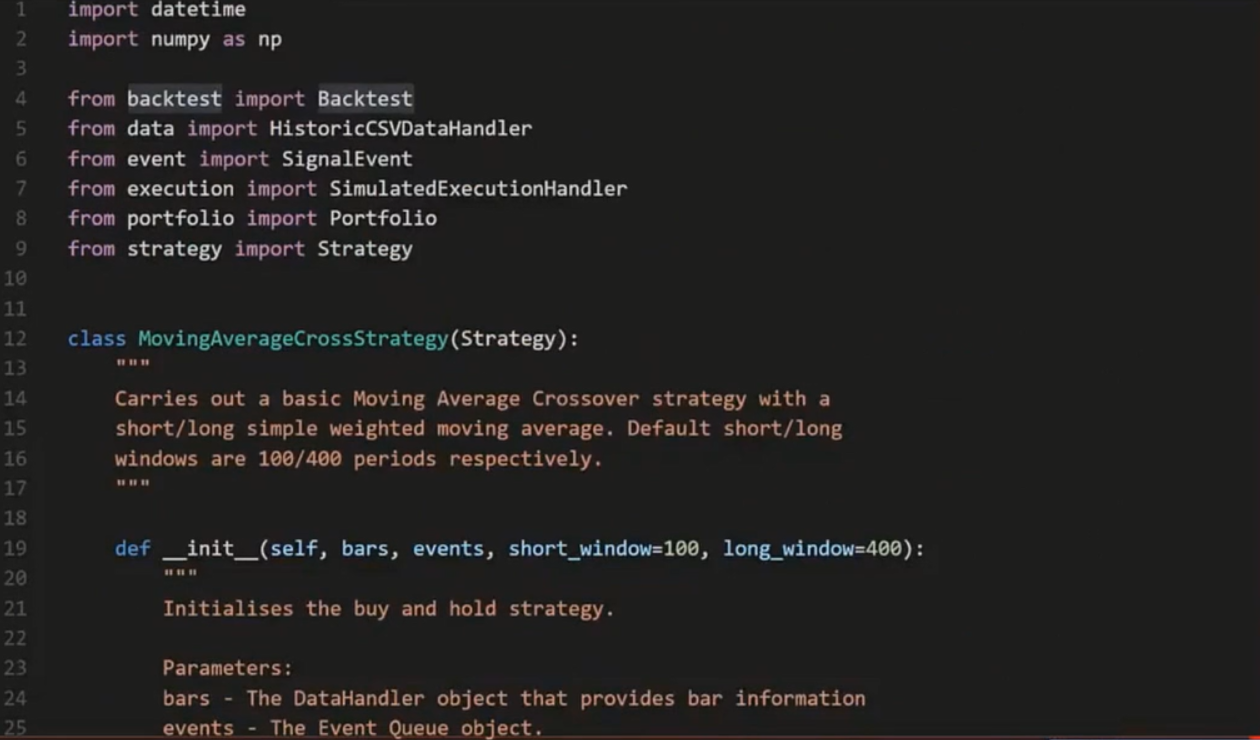 1 import datetime
2 import numpy as np
3
4 from backtest import Backtest
5 from data import HistoricCSVDataHandler
6 from event import SignalEvent
7 from execution import SimulatedExecutionHandler
8 from portfolio import Portfolio
9 from strategy import Strategy
10
11
12 class MovingAverageCrossStrategy(Strategy):
13     """
14     Carries out a basic Moving Average Crossover strategy with a
15     short/long simple weighted moving average. Default short/long
16     windows are 100/400 periods respectively.
17     """
18
19     def __init__(self, bars, events, short_window=100, long_window=400):
20         """
21         Initialises the buy and hold strategy.
22
23         Parameters:
24         bars - The DataHandler object that provides bar information
25         events - The Event Queue object.